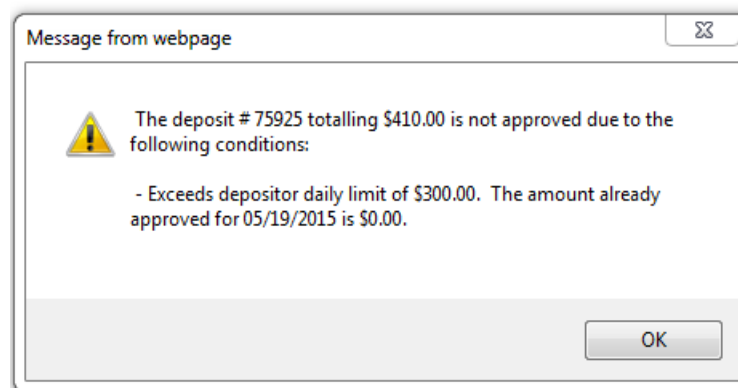 Message from webpage
The deposit # 75925 totalling $410.00 is not approved due to the
following conditions:
- Exceeds depositor daily limit of $300.00.  The amount already
approved for 05/19/2015 is $0.00.
OK